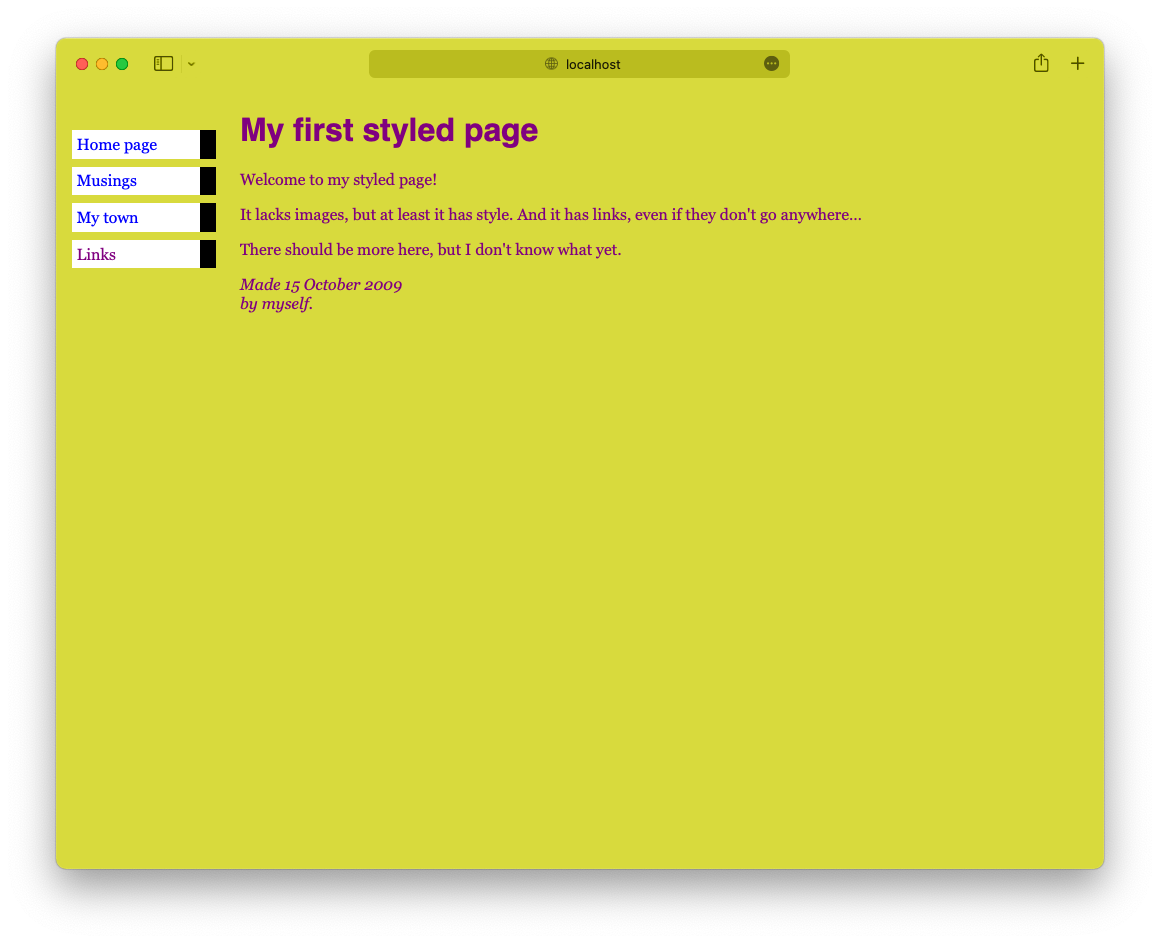 localhost
Home page
Musings
My town
Links
My first styled page
Welcome to my styled page!
It lacks images, but at least it has style. And it has links, even if they don't go anywhere…
There should be more here, but I don't know what yet.
Made 15 October 2009
by myself.